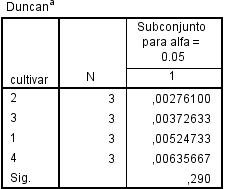 Duncanª
cultivar N Subconjunto para alfa = 0.05
1
2 3 ,00276100
3 3 ,00372633
1 3 ,00524733
4 3 ,00635667
Sig. ,290